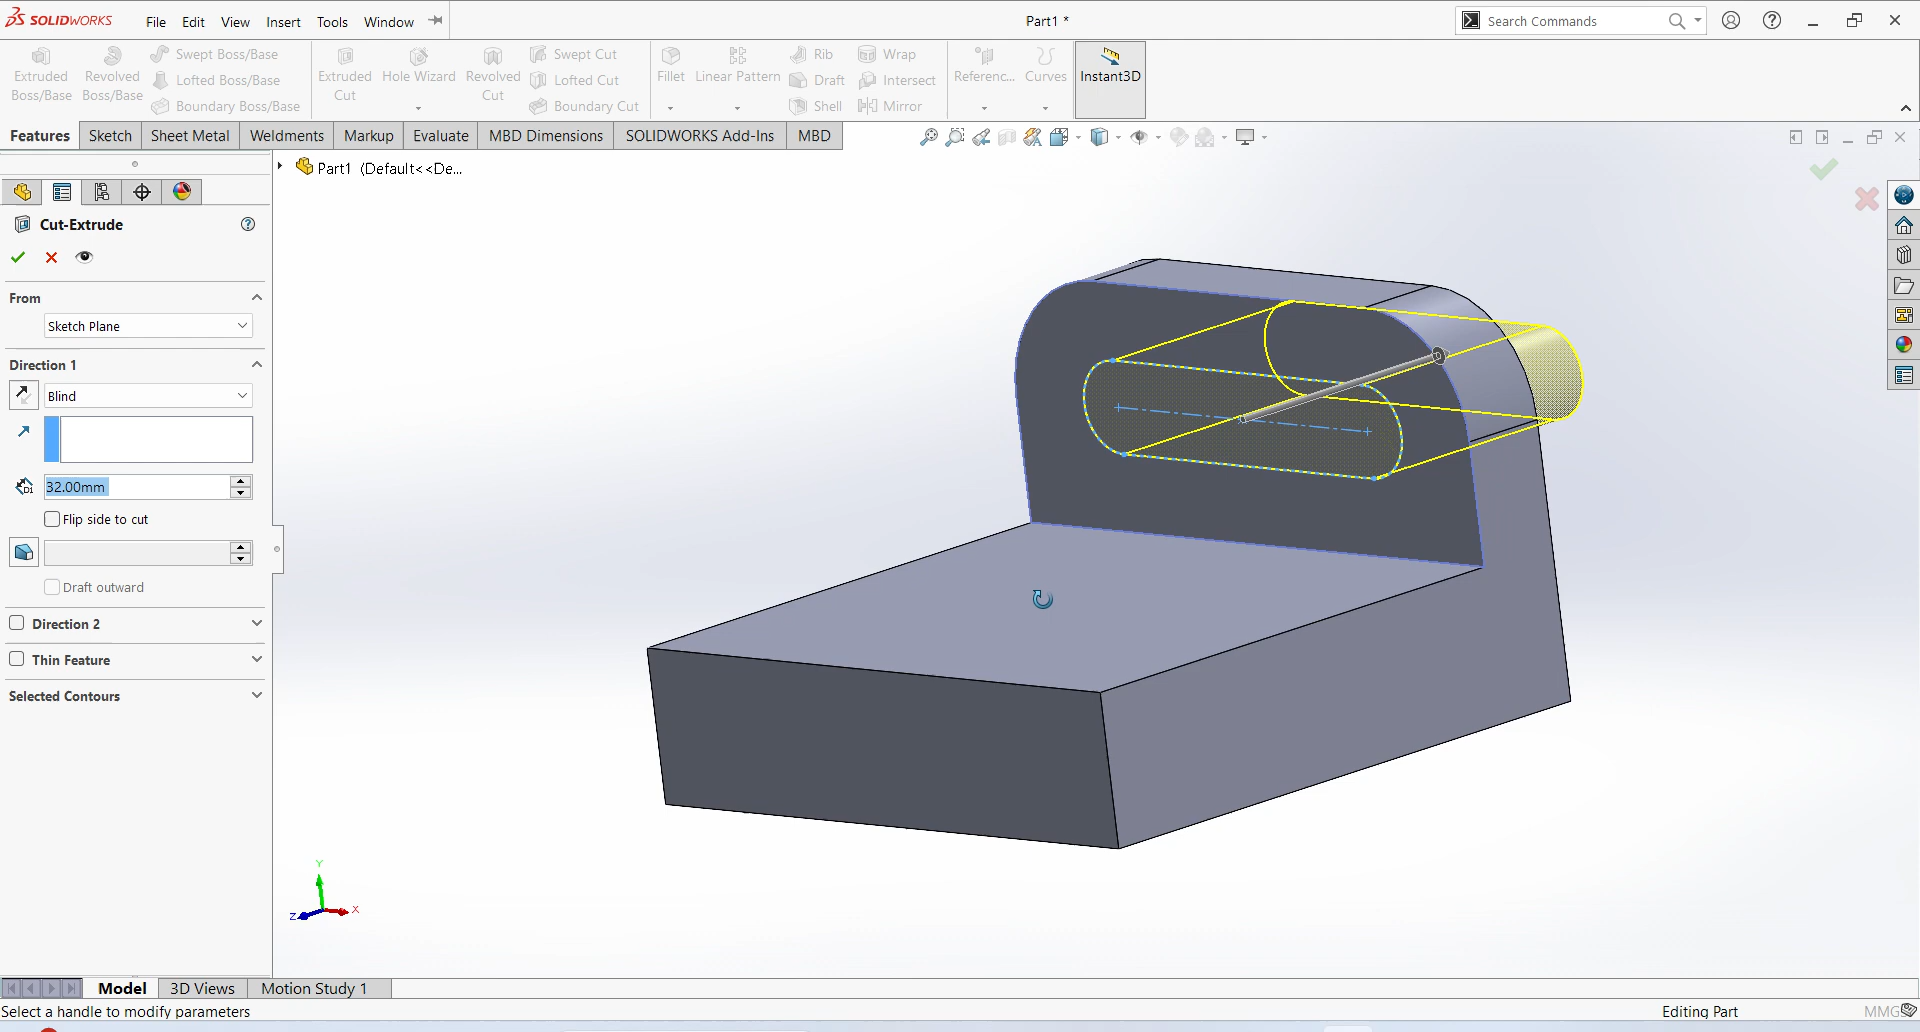 SOLIDWORKS File Edit View Insert Tools Window Part1 * Search Commands
Extruded Boss/Base
Revolved Boss/Base
Swept Boss/Base
Lofted Boss/Base
Boundary Boss/Base
Extruded Cut
Hole Wizard
Revolved Cut
Swept Cut
Lofted Cut
Boundary Cut
Fillet
Linear Pattern
Rib
Draft
Shell
Wrap
Intersect
Mirror
Referenc...
Curves
Instant3D
Features Sketch Sheet Metal Weldments Markup Evaluate MBD Dimensions SOLIDWORKS Add-Ins MBD
Part1 (Default<<De...
Cut-Extrude
From
Sketch Plane
Direction 1
Blind
D1
32.00mm
Flip side to cut
Draft outward
Direction 2
Thin Feature
Selected Contours
Y
Z X
Model 3D Views Motion Study 1
Select a handle to modify parameters Editing Part MMGS